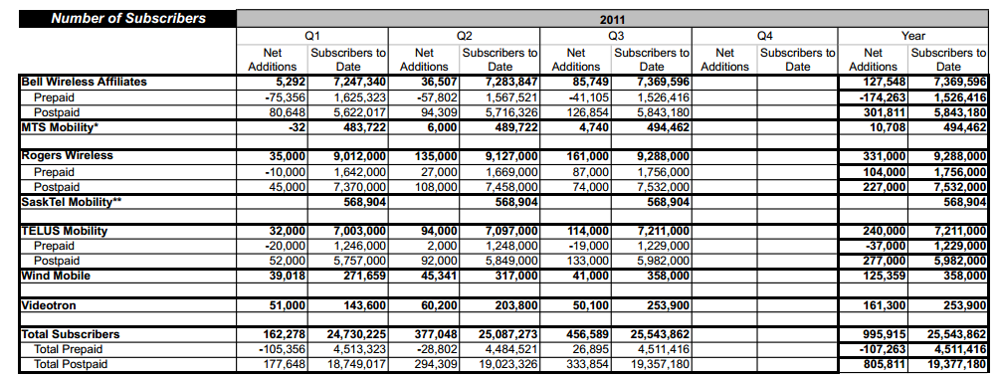 Number of Subscribers 2011
Q1 Q2 Q3 Q4 Year
Net Subscribers to Net Subscribers to Net Subscribers to Net Subscribers to Net Subscribers to
Additions Date Additions Date Additions Date Additions Date Additions Date
Bell Wireless Affiliates 5,292 7,247,340 36,507 7,283,847 85,749 7,369,596 127,548 7,369,596
Prepaid -75,356 1,625,323 -57,802 1,567,521 -41,105 1,526,416 -174,263 1,526,416
Postpaid 80,648 5,622,017 94,309 5,716,326 126,854 5,843,180 301,811 5,843,180
MTS Mobility* -32 483,722 6,000 489,722 4,740 494,462 10,708 494,462
Rogers Wireless 35,000 9,012,000 135,000 9,127,000 161,000 9,288,000 331,000 9,288,000
Prepaid -10,000 1,642,000 27,000 1,669,000 87,000 1,756,000 104,000 1,756,000
Postpaid 45,000 7,370,000 108,000 7,458,000 74,000 7,532,000 227,000 7,532,000
SaskTel Mobility** 568,904 568,904 568,904 568,904
TELUS Mobility 32,000 7,003,000 94,000 7,097,000 114,000 7,211,000 240,000 7,211,000
Prepaid -20,000 1,246,000 2,000 1,248,000 -19,000 1,229,000 -37,000 1,229,000
Postpaid 52,000 5,757,000 92,000 5,849,000 133,000 5,982,000 277,000 5,982,000
Wind Mobile 39,018 271,659 45,341 317,000 41,000 358,000 125,359 358,000
Videotron 51,000 143,600 60,200 203,800 50,100 253,900 161,300 253,900
Total Subscribers 162,278 24,730,225 377,048 25,087,273 456,589 25,543,862 995,915 25,543,862
Total Prepaid -105,356 4,513,323 -28,802 4,484,521 26,895 4,511,416 -107,263 4,511,416
Total Postpaid 177,648 18,749,017 294,309 19,023,326 333,854 19,357,180 805,811 19,377,180